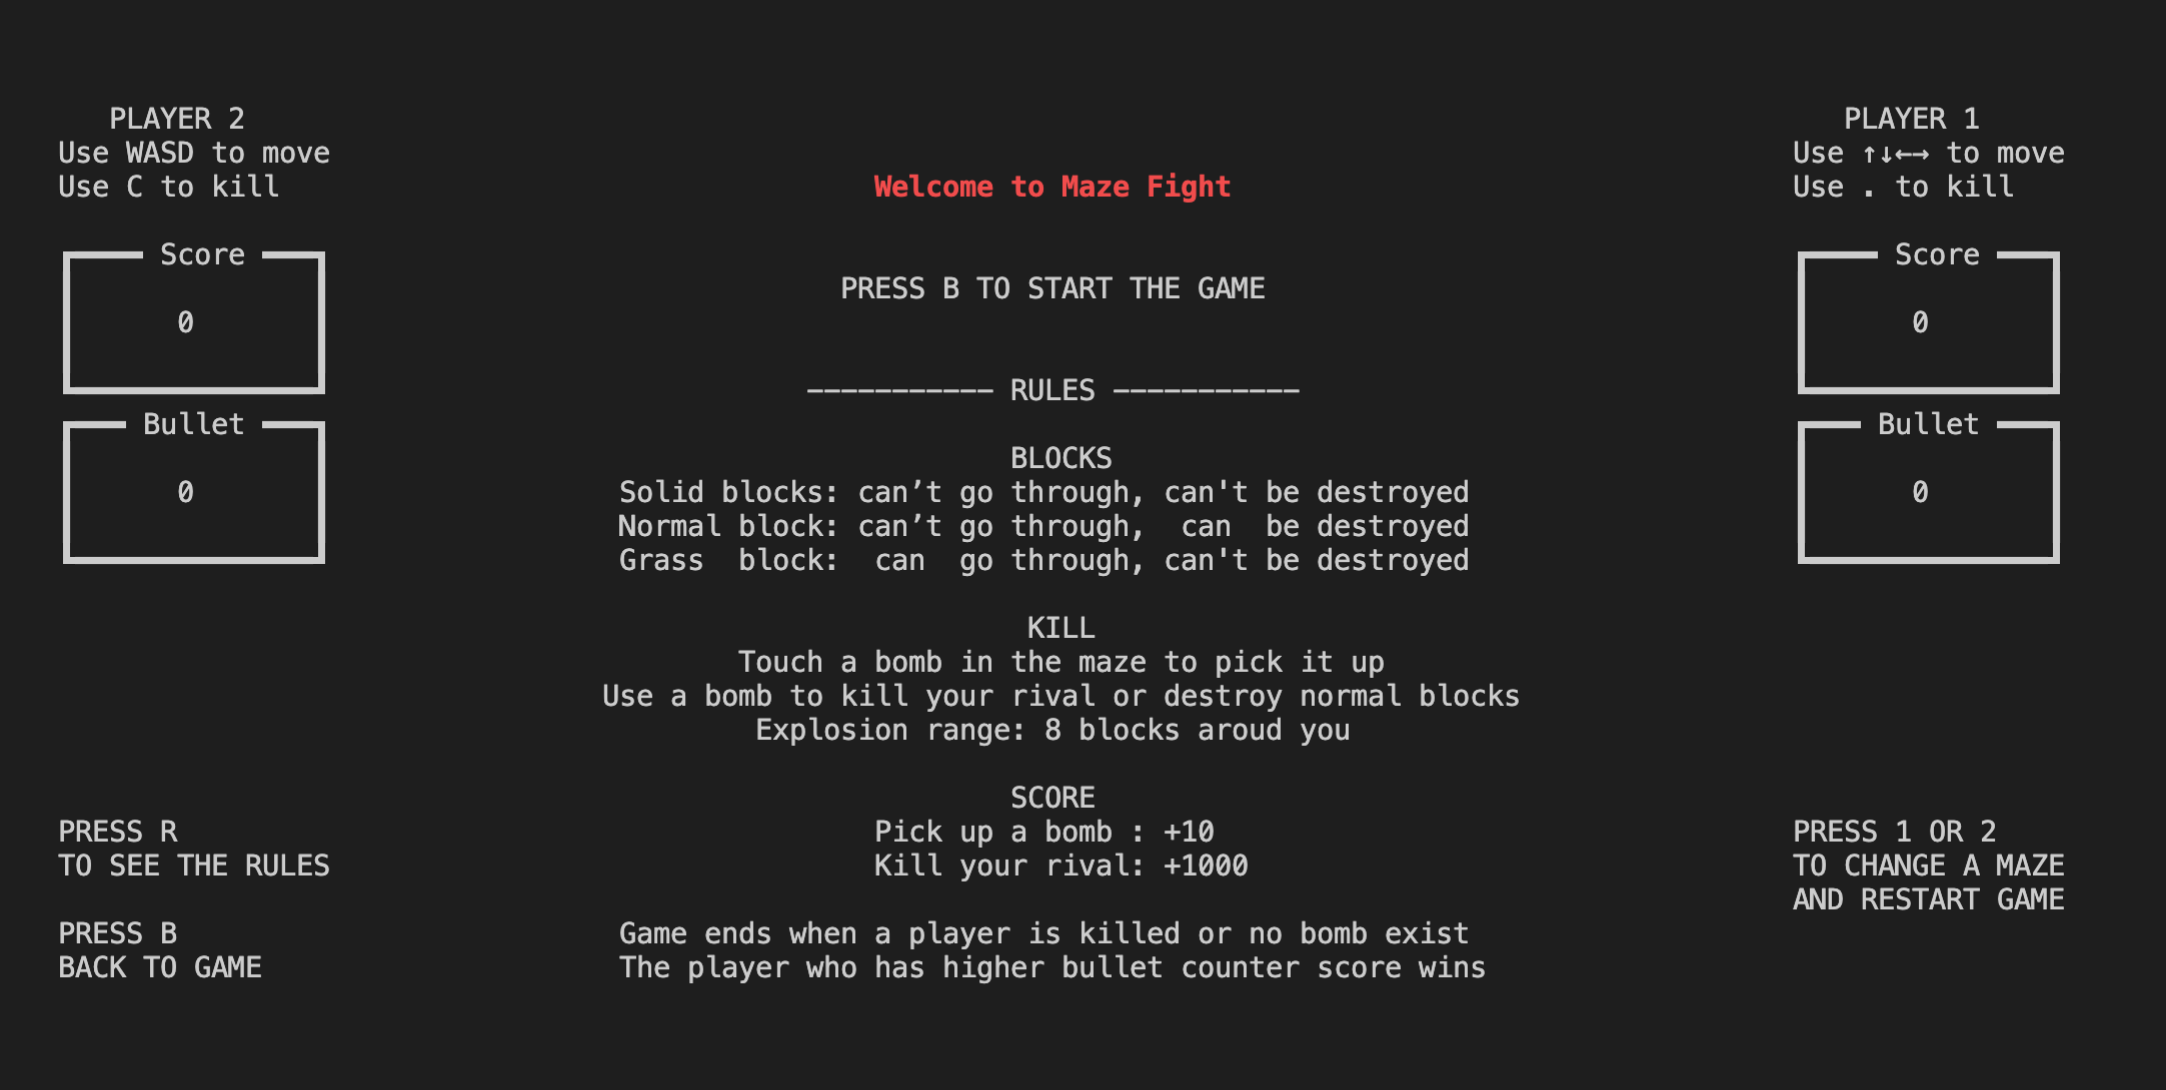 PLAYER 2
Use WASD to move
Use C to kill
Score
0
Bullet
0
PRESS R
TO SEE THE RULES
PRESS B
BACK TO GAME
Welcome to Maze Fight
PRESS B TO START THE GAME
——————————— RULES ———————————
BLOCKS
Solid blocks: can’t go through, can't be destroyed
Normal block: can’t go through,  can  be destroyed
Grass  block:  can  go through, can't be destroyed
KILL
Touch a bomb in the maze to pick it up
Use a bomb to kill your rival or destroy normal blocks
Explosion range: 8 blocks aroud you
SCORE
Pick up a bomb : +10
Kill your rival: +1000
Game ends when a player is killed or no bomb exist
The player who has higher bullet counter score wins
PLAYER 1
Use ↑↓←→ to move
Use . to kill
Score
0
Bullet
0
PRESS 1 OR 2
TO CHANGE A MAZE
AND RESTART GAME